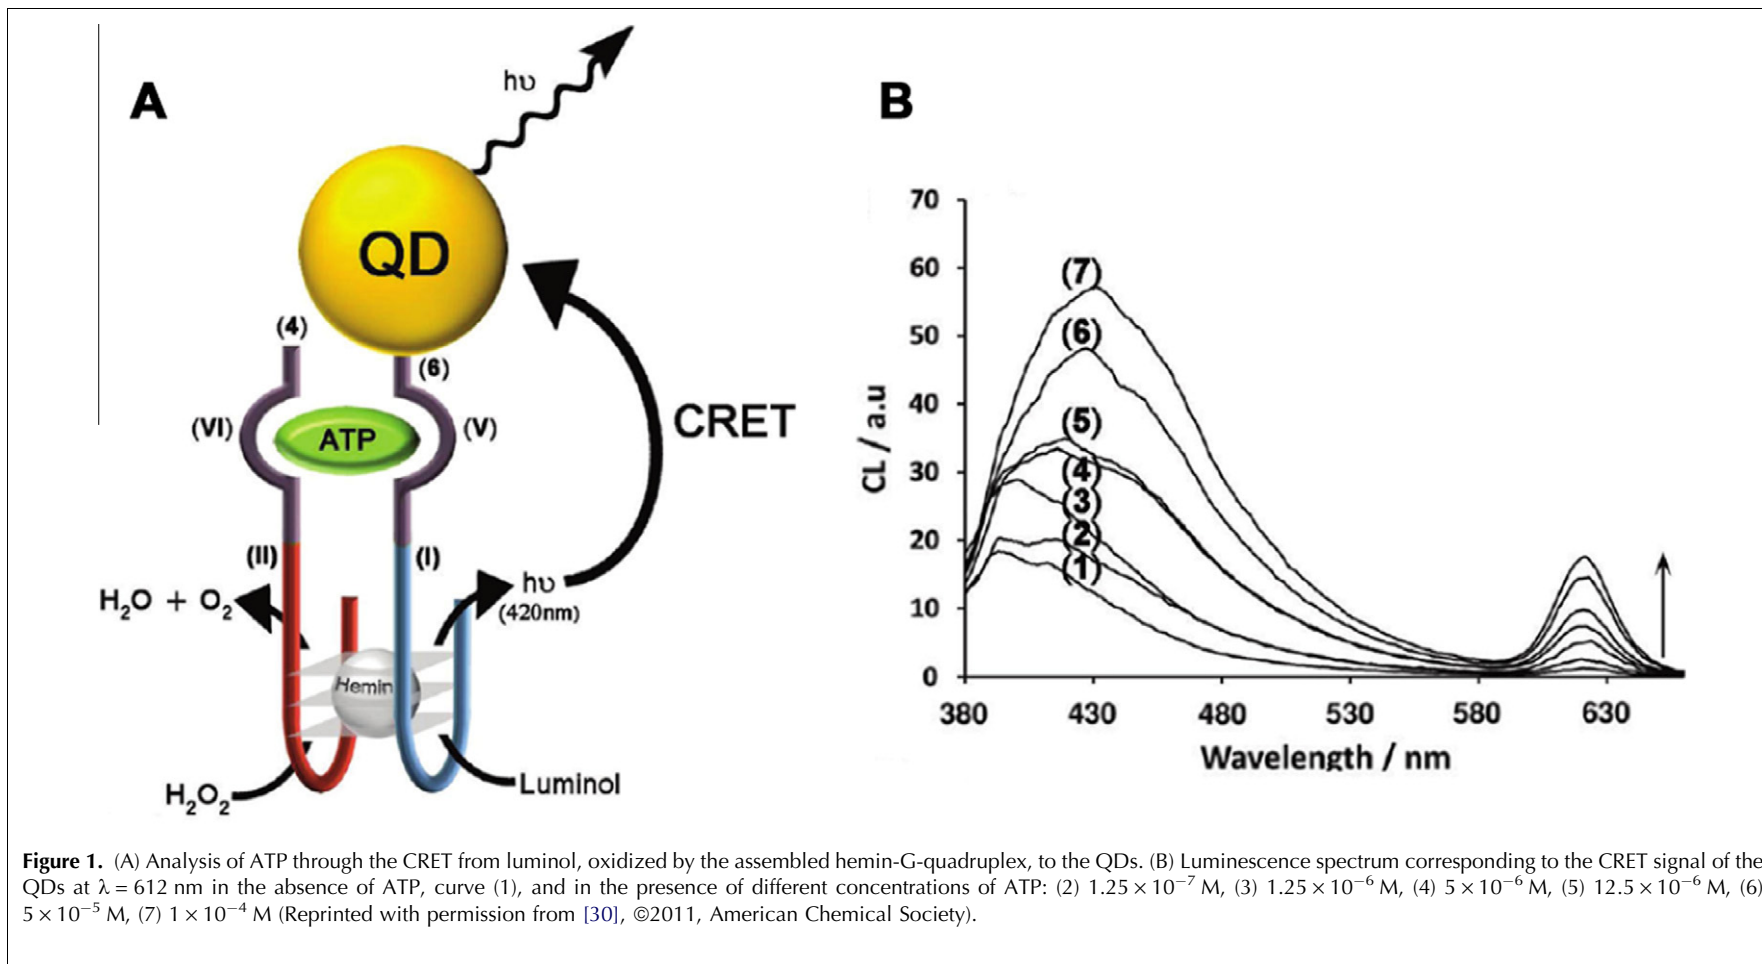 A
hυ
QD
(4)
(6)
(VI)
ATP
(V)
CRET
(II)
(I)
H₂O + O₂
hυ
(420nm)
Hemin
H₂O₂
Luminol
B
70
60
50
40
30
20
10
0
CL / a.u
(7)
(6)
(5)
(4)
(3)
(2)
(1)
380 430 480 530 580 630
Wavelength / nm
Figure 1. (A) Analysis of ATP through the CRET from luminol, oxidized by the assembled hemin-G-quadruplex, to the QDs. (B) Luminescence spectrum corresponding to the CRET signal of the
QDs at λ = 612 nm in the absence of ATP, curve (1), and in the presence of different concentrations of ATP: (2) 1.25 × 10⁻⁷ M, (3) 1.25 × 10⁻⁶ M, (4) 5 × 10⁻⁶ M, (5) 12.5 × 10⁻⁶ M, (6)
5 × 10⁻⁵ M, (7) 1 × 10⁻⁴ M (Reprinted with permission from [30], ©2011, American Chemical Society).